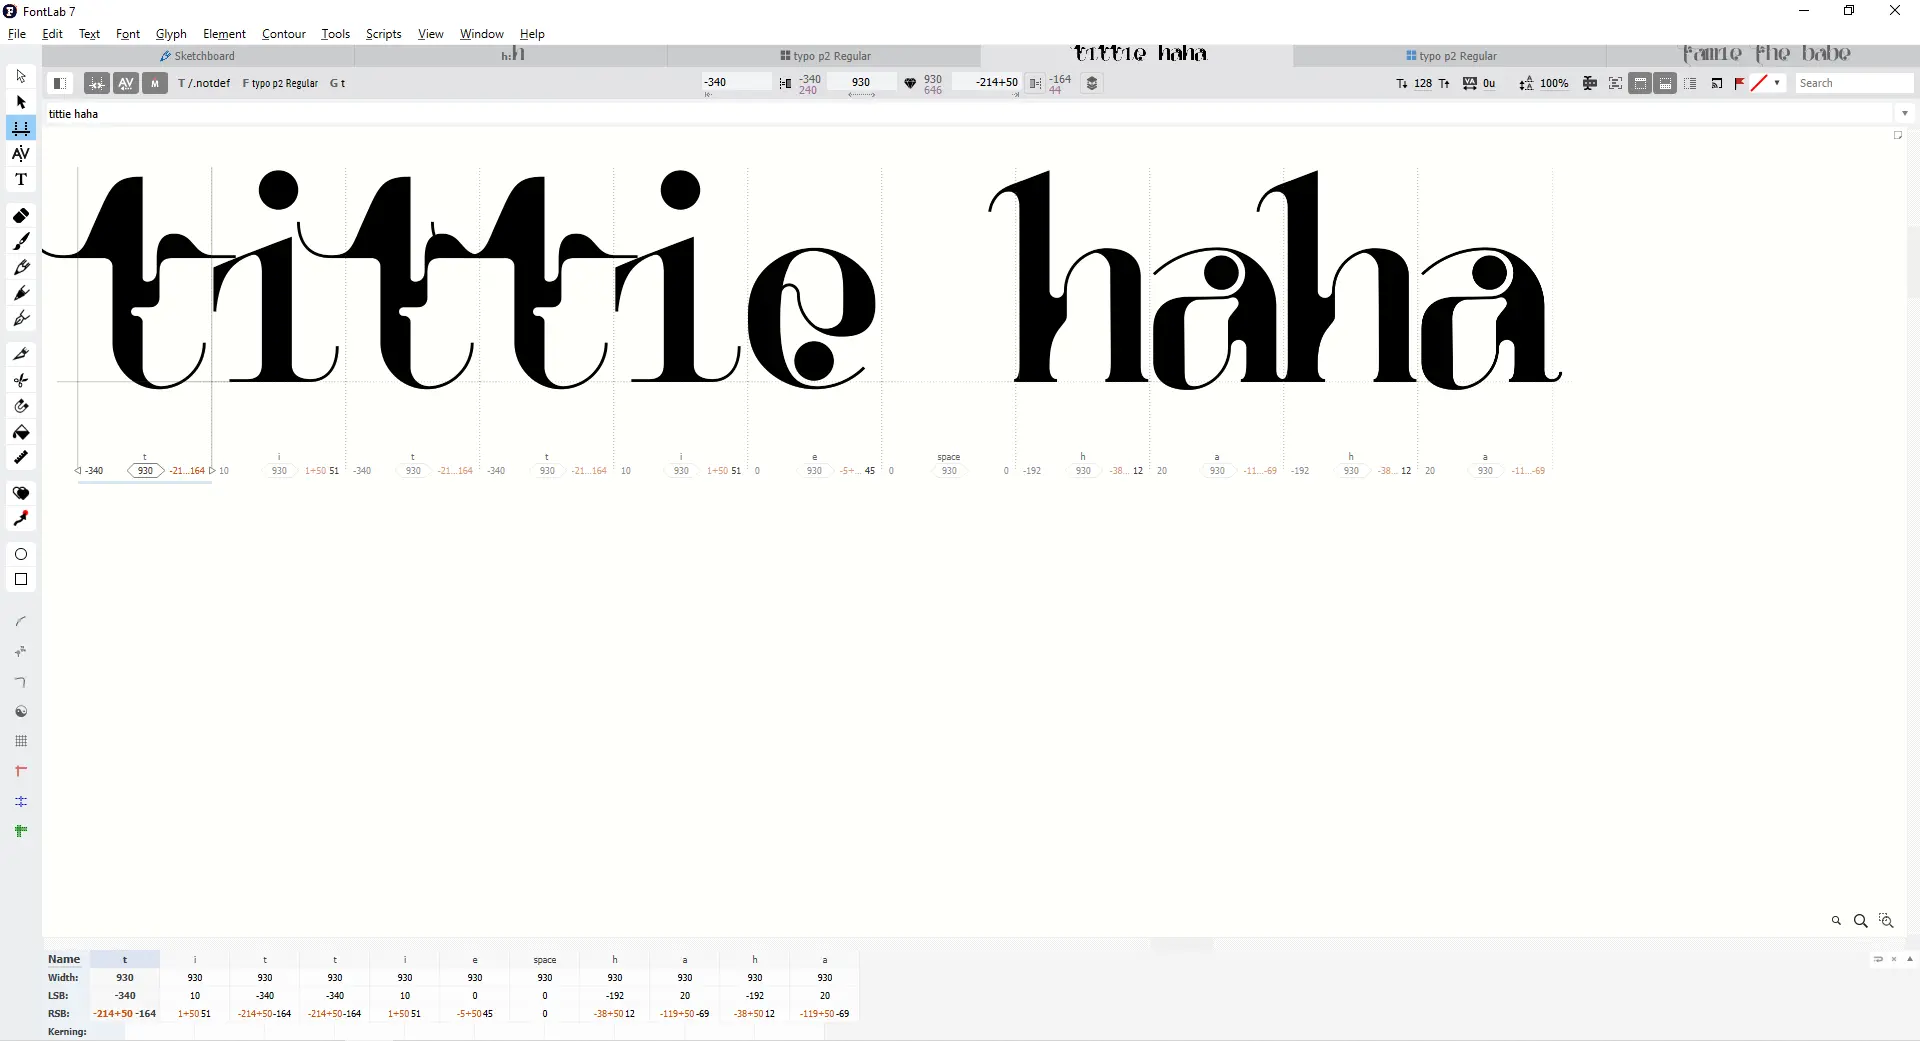 FontLab 7
File Edit Text Font Glyph Element Contour Tools Scripts View Window Help
Sketchboard h:h typo p2 Regular tittie haha typo p2 Regular
T /.notdef F typo p2 Regular G t -340 -340 240 930 930 646 -214+50 -164 44 128 0u 100% Search
tittie haha
tittie haha
t i t t i e space h a h a
-340 930 -21...164 10 930 1+50 51 -340 930 -21...164 -340 930 -21...164 10 930 1+50 51 0 930 -5+... 45 0 930 0 -192 930 -38... 12 20 930 -11...-69 -192 930 -38... 12 20 930 -11...-69
Name t i t t i e space h a h a
Width: 930 930 930 930 930 930 930 930 930 930 930
LSB: -340 10 -340 -340 10 0 0 -192 20 -192 20
RSB: -214+50 -164 1+50 51 -214+50 -164 -214+50 -164 1+50 51 -5+50 45 0 -38+50 12 -119+50 -69 -38+50 12 -119+50 -69
Kerning: